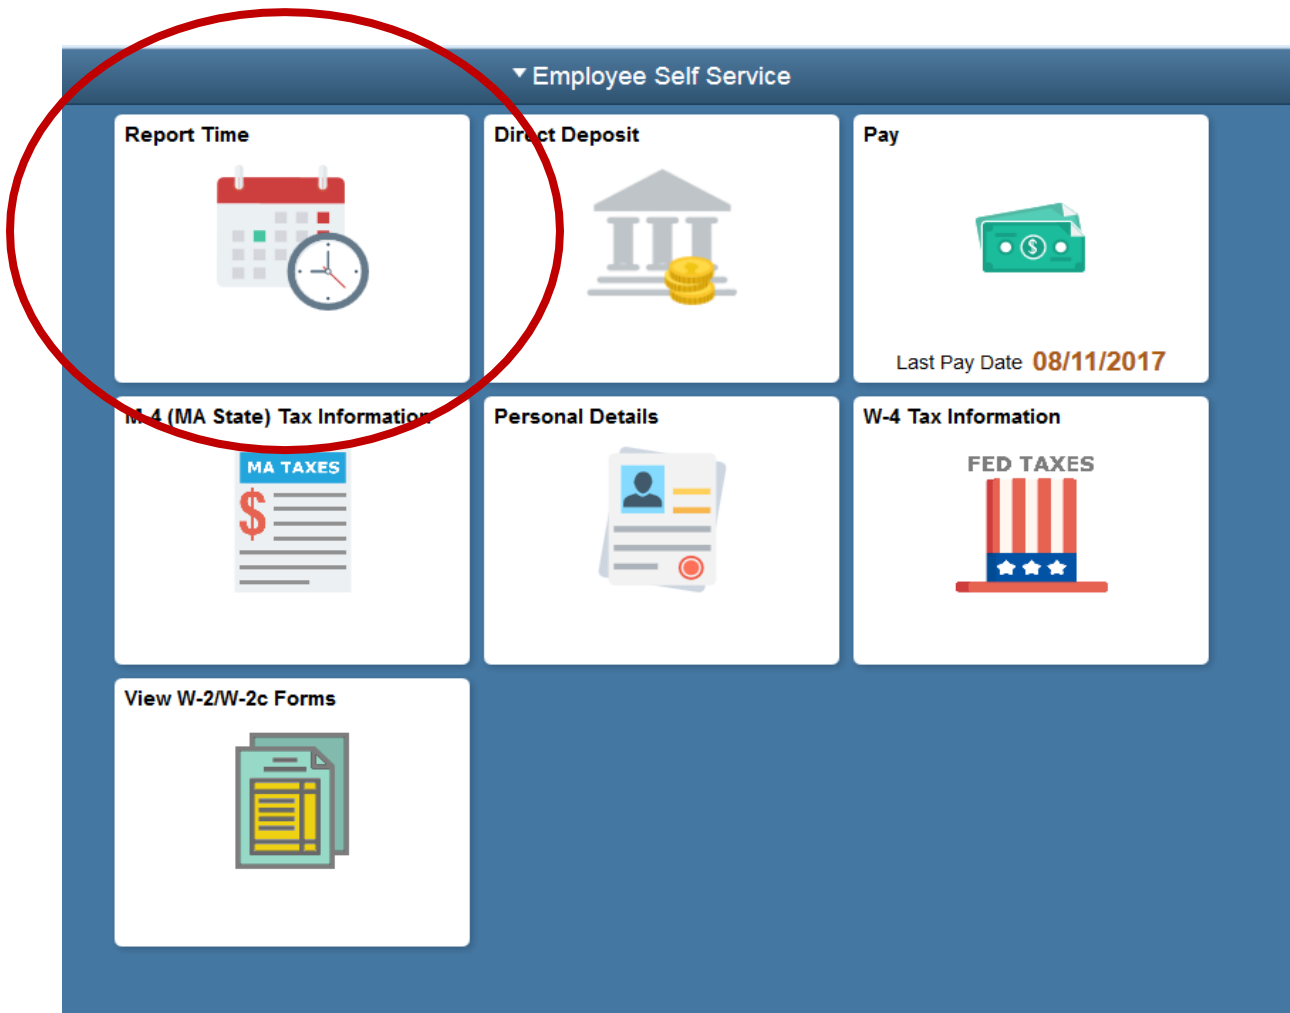 Employee Self Service
Report Time
Direct Deposit
Pay
$
Last Pay Date 08/11/2017
M-4 (MA State) Tax Information
MA TAXES
$
Personal Details
W-4 Tax Information
FED TAXES
View W-2/W-2c Forms